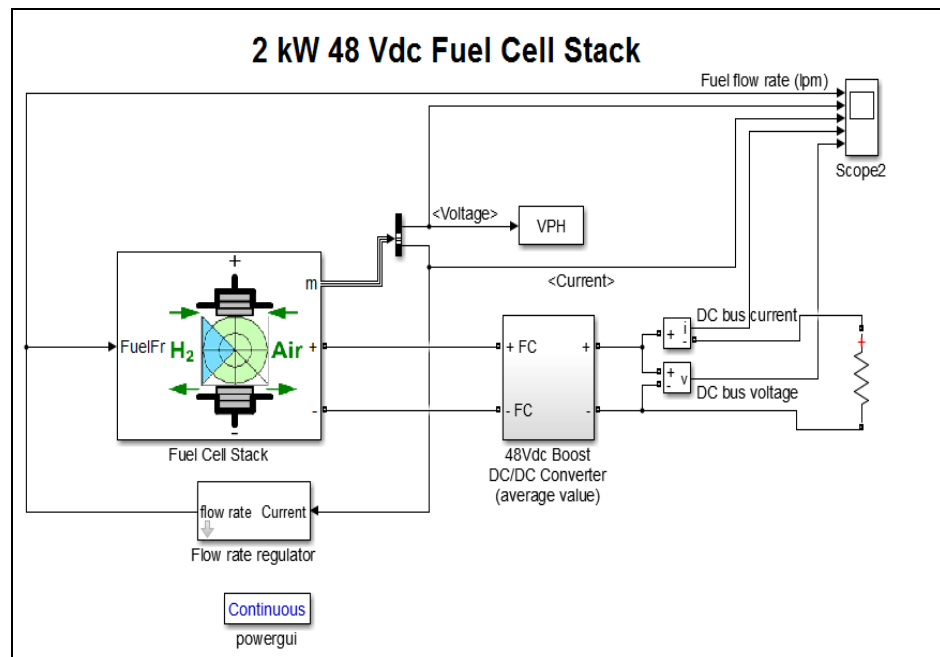 2 kW 48 Vdc Fuel Cell Stack
Fuel flow rate (lpm)
Scope2
<Voltage>
VPH
<Current>
+
m
FuelFr
H2
Air
+
-
-
Fuel Cell Stack
+ FC
+
- FC
-
48Vdc Boost
DC/DC Converter
(average value)
DC bus current
+ i
-
+ v
-
DC bus voltage
+
flow rate Current
Flow rate regulator
Continuous
powergui